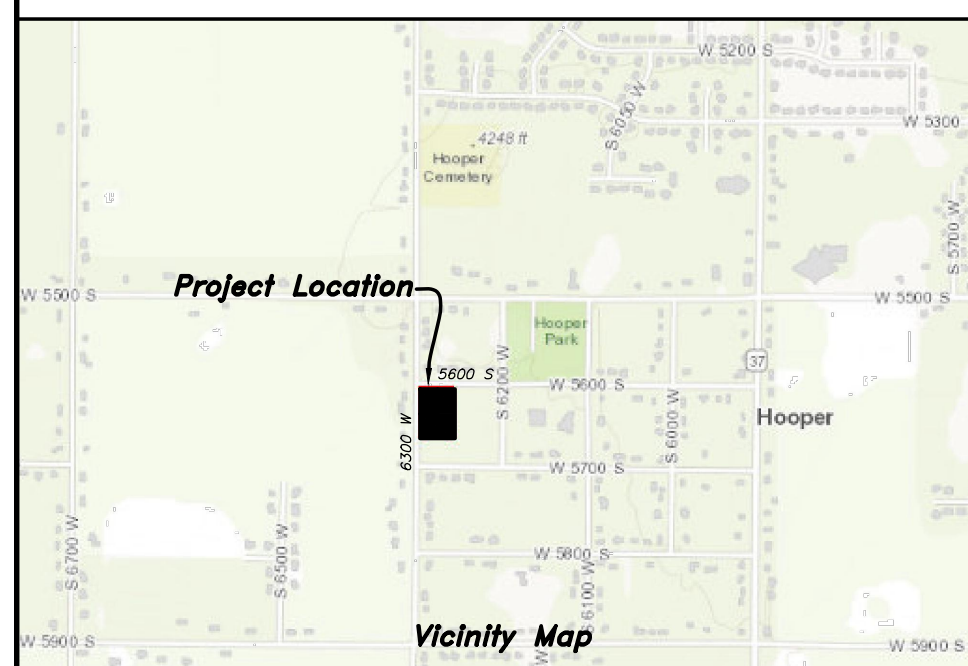 W 5200 S
S 6050 W
W 5300
4248 ft
Hooper
Cemetery
S 5700 W
Project Location
W 5500 S
W 5500 S
Hooper
Park
S 6200 W
5600 S
W 5600 S
37
6300 W
S 6000 W
Hooper
W 5700 S
S 6700 W
S 6500 W
W 5800 S
S 6100 W
Vicinity Map
W 5900 S
W 5900 S
W